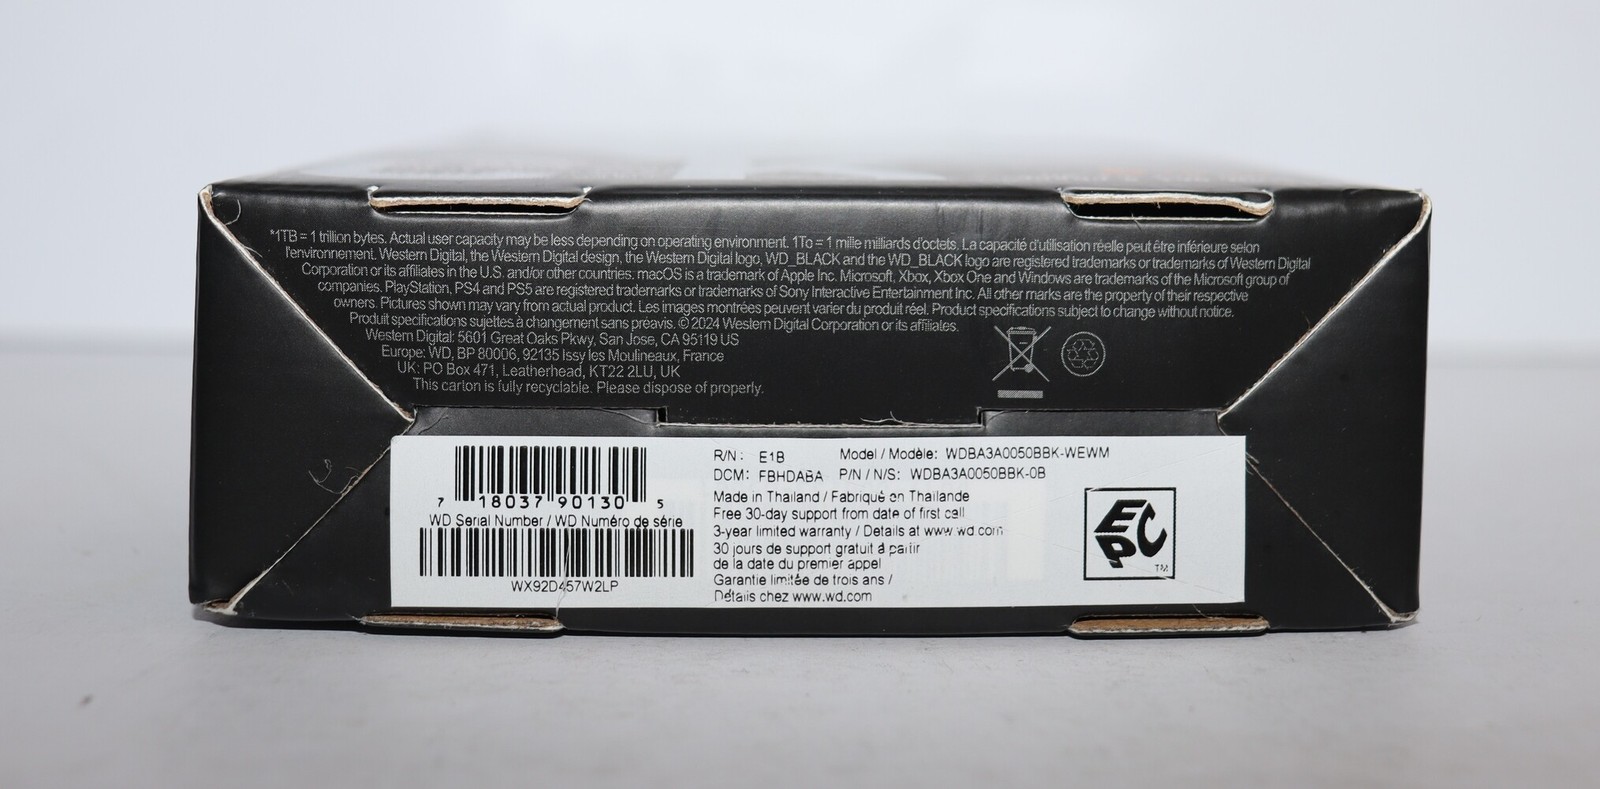 *1TB = 1 trillion bytes. Actual user capacity may be less depending on operating environment. 1To = 1 mille milliards d'octets. La capacité d'utilisation réelle peut être inférieure selon
l'environnement. Western Digital, the Western Digital design, the Western Digital logo, WD_BLACK and the WD_BLACK logo are registered trademarks or trademarks of Western Digital
Corporation or its affiliates in the U.S. and/or other countries. macOS is a trademark of Apple Inc. Microsoft, Xbox, Xbox One and Windows are trademarks of the Microsoft group of
companies. PlayStation, PS4 and PS5 are registered trademarks or trademarks of Sony Interactive Entertainment Inc. All other marks are the property of their respective
owners. Pictures shown may vary from actual product. Les images montrées peuvent varier du produit réel. Product specifications subject to change without notice.
Produit specifications sujettes à changement sans préavis. © 2024 Western Digital Corporation or its affiliates.
Western Digital: 5601 Great Oaks Pkwy, San Jose, CA 95119 US
Europe: WD, BP 80006, 92135 Issy les Moulineaux, France
UK: PO Box 471, Leatherhead, KT22 2LU, UK
This carton is fully recyclable. Please dispose of properly.
7 18037 90130 5
WD Serial Number / WD Numéro de série
WX92D457W2LP
R/N: E1B Model / Modèle: WDBA3A0050BBK-WEWM
DCM: FBHDABA P/N / N/S: WDBA3A0050BBK-0B
Made in Thailand / Fabriqué en Thaïlande
Free 30-day support from date of first call
3-year limited warranty / Details at www.wd.com
30 jours de support gratuit à partir
de la date du premier appel
Garantie limitée de trois ans /
Détails chez www.wd.com
EPC
TM